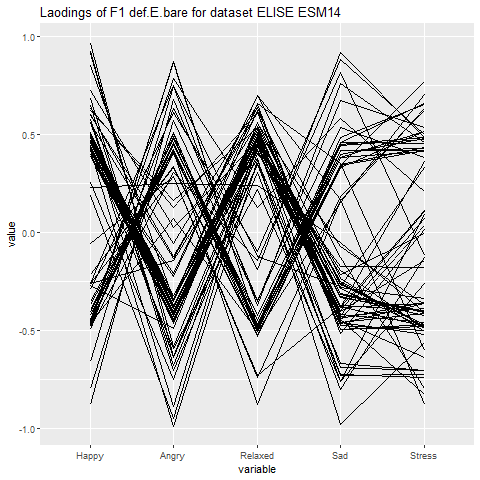 Laodings of F1 def.E.bare for dataset ELISE ESM14
1.0
0.5
0.0
-0.5
-1.0
value
Happy Angry Relaxed Sad Stress
variable